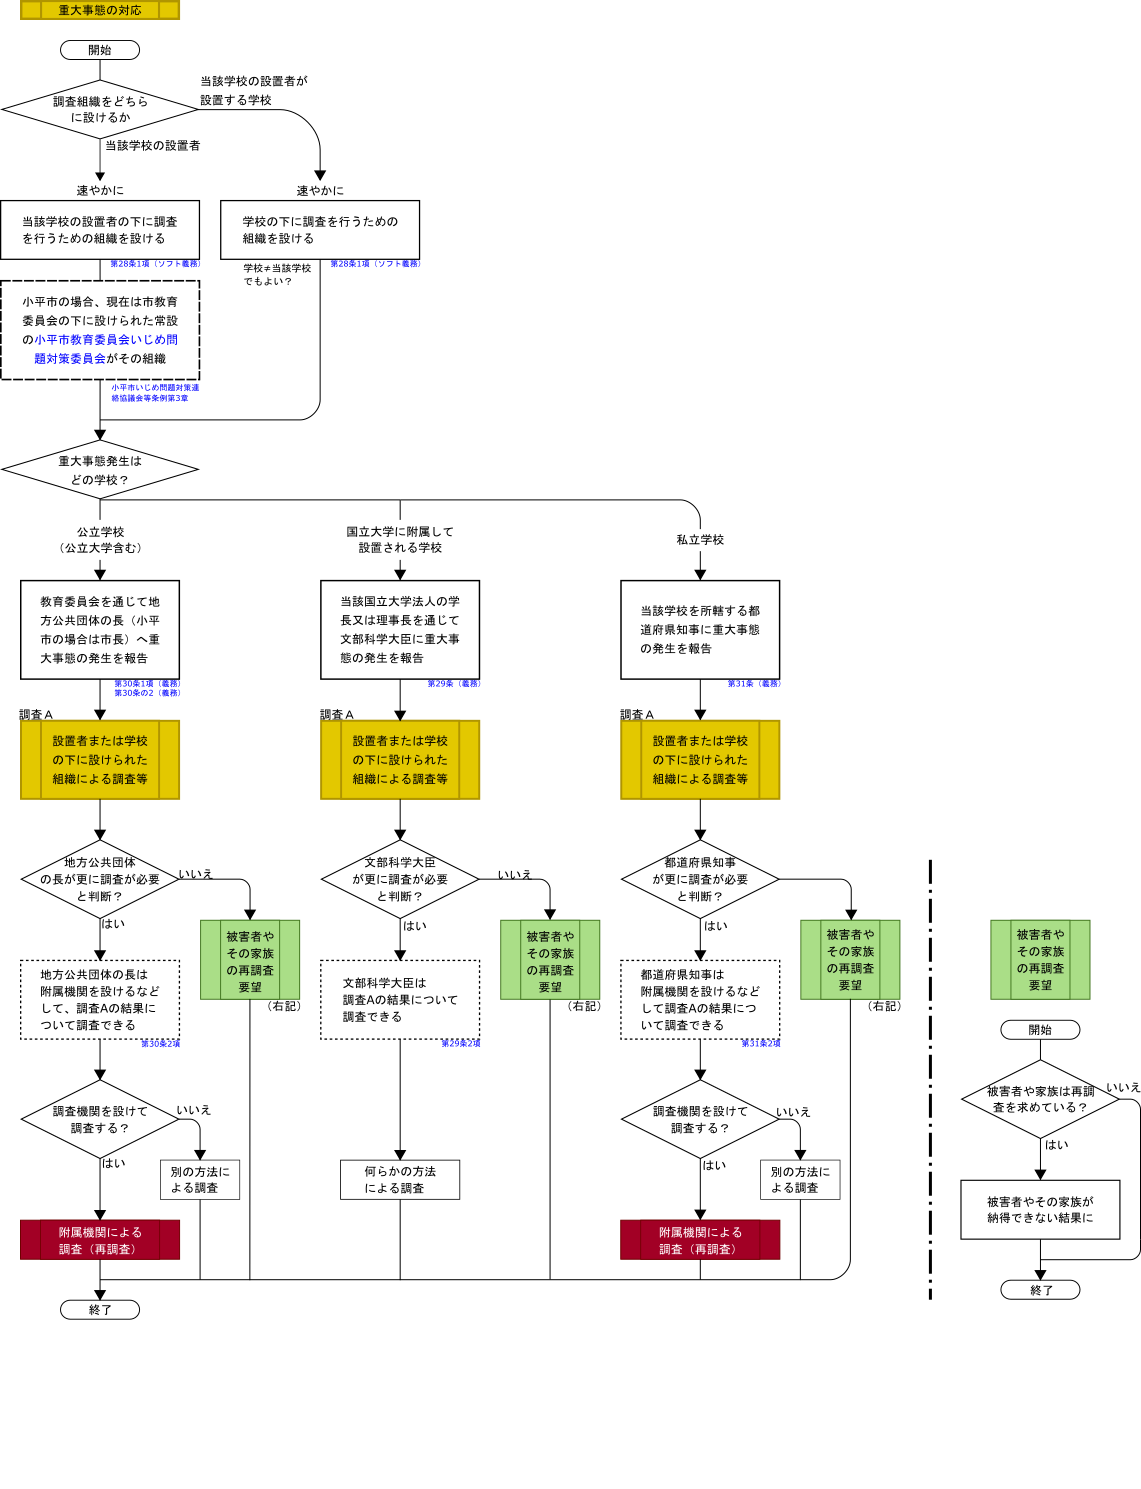 重大事態の対応
開始
調査組織をどちら
に設けるか
当該学校の設置者が
設置する学校
当該学校の設置者
速やかに
速やかに
当該学校の設置者の下に調査
を行うための組織を設ける
第28条1項（ソフト義務）
学校の下に調査を行うための
組織を設ける
第28条1項（ソフト義務）
学校≠当該学校
でもよい？
小平市の場合、現在は市教育
委員会の下に設けられた常設
の小平市教育委員会いじめ問
題対策委員会がその組織
小平市いじめ問題対策連
絡協議会等条例第3章
重大事態発生は
どの学校？
公立学校
（公立大学含む）
国立大学に附属して
設置される学校
私立学校
教育委員会を通じて地
方公共団体の長（小平
市の場合は市長）へ重
大事態の発生を報告
第30条1項（義務）
第30条の2（義務）
当該国立大学法人の学
長又は理事長を通じて
文部科学大臣に重大事
態の発生を報告
第29条（義務）
当該学校を所轄する都
道府県知事に重大事態
の発生を報告
第31条（義務）
調査A
設置者または学校
の下に設けられた
組織による調査等
調査A
設置者または学校
の下に設けられた
組織による調査等
調査A
設置者または学校
の下に設けられた
組織による調査等
地方公共団体
の長が更に調査が必要
と判断？
いいえ
はい
文部科学大臣
が更に調査が必要
と判断？
いいえ
はい
都道府県知事
が更に調査が必要
と判断？
はい
被害者や
その家族
の再調査
要望
（右記）
被害者や
その家族
の再調査
要望
（右記）
被害者や
その家族
の再調査
要望
（右記）
地方公共団体の長は
附属機関を設けるなど
して、調査Aの結果に
ついて調査できる
第30条2項
文部科学大臣は
調査Aの結果について
調査できる
第29条2項
都道府県知事は
附属機関を設けるなど
して調査Aの結果につ
いて調査できる
第31条2項
調査機関を設けて
調査する？
いいえ
はい
別の方法に
よる調査
何らかの方法
による調査
調査機関を設けて
調査する？
いいえ
はい
別の方法に
よる調査
附属機関による
調査（再調査）
附属機関による
調査（再調査）
終了
被害者や
その家族
の再調査
要望
開始
被害者や家族は再調
査を求めている？
いいえ
はい
被害者やその家族が
納得できない結果に
終了